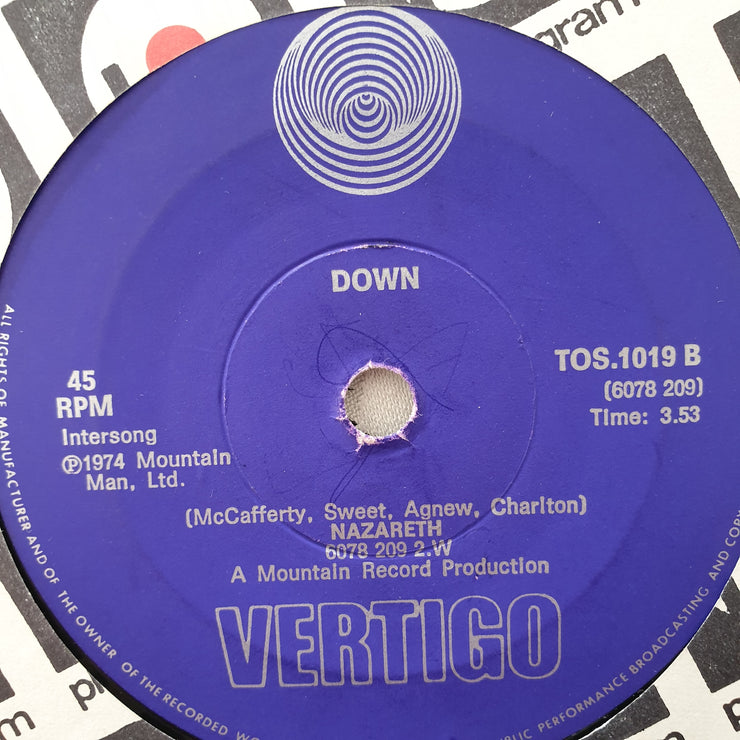 DOWN
45
RPM
Intersong
℗1974 Mountain
Man, Ltd.
TOS.1019 B
(6078 209)
Time: 3.53
(McCafferty, Sweet, Agnew, Charlton)
NAZARETH
6078 209 2.W
A Mountain Record Production
VERTIGO
ALL RIGHTS OF MANUFACTURER AND OF THE OWNER OF THE RECORDED
PUBLIC PERFORMANCE BROADCASTING AND
gram